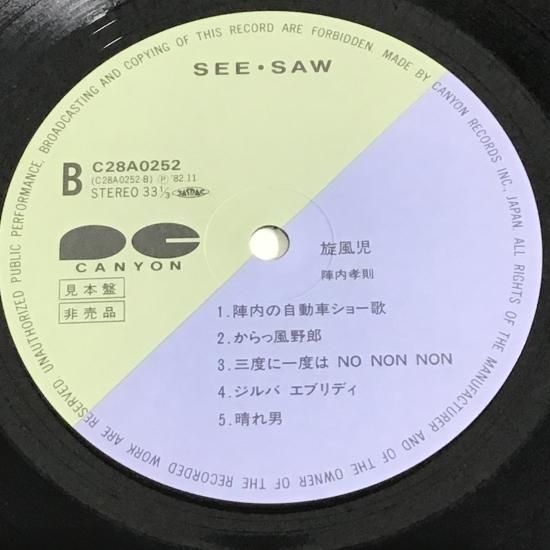 UNAUTHORIZED PUBLIC PERFORMANCE, BROADCASTING AND COPYING OF THIS RECORD ARE FORBIDDEN. MADE BY CANYON RECORDS INC., JAPAN. ALL RIGHTS OF THE MANUFACTURER AND OF THE OWNER OF THE RECORDED WORK ARE RESERVED.
SEE・SAW
B
C28A0252
(C28A0252-B) Ⓟ '82.11
STEREO 33 1/3 JASRAC
CANYON
見本盤
非売品
旋風児
陣内孝則
1. 陣内の自動車ショー歌
2. からっ風野郎
3. 三度に一度は NO NON NON
4. ジルバ エブリディ
5. 晴れ男